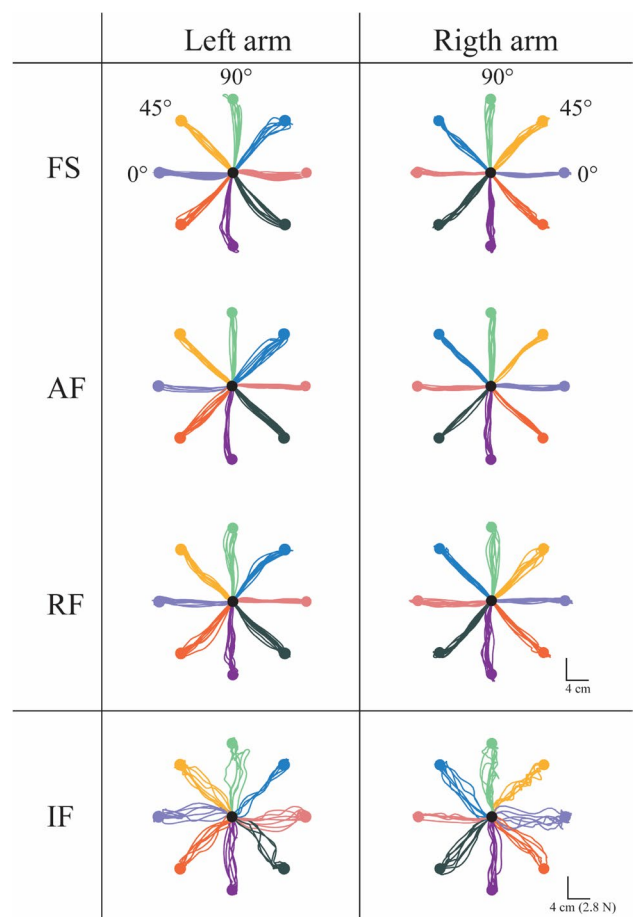 Left arm Rigth arm
90° 90°
45° 45°
FS
0° 0°
AF
RF
4 cm
IF
4 cm (2.8 N)